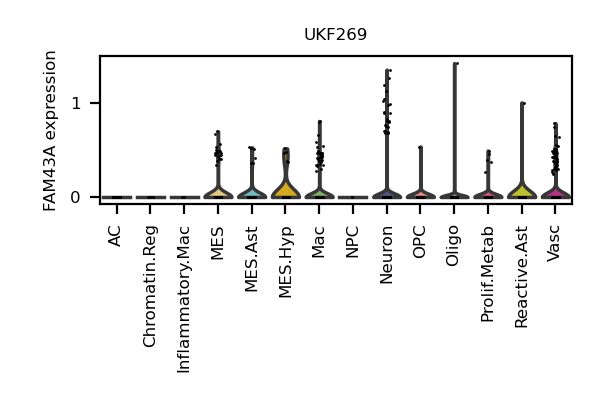 UKF269
FAM43A expression
1
0
AC
Chromatin.Reg
Inflammatory.Mac
MES
MES.Ast
MES.Hyp
Mac
NPC
Neuron
OPC
Oligo
Prolif.Metab
Reactive.Ast
Vasc